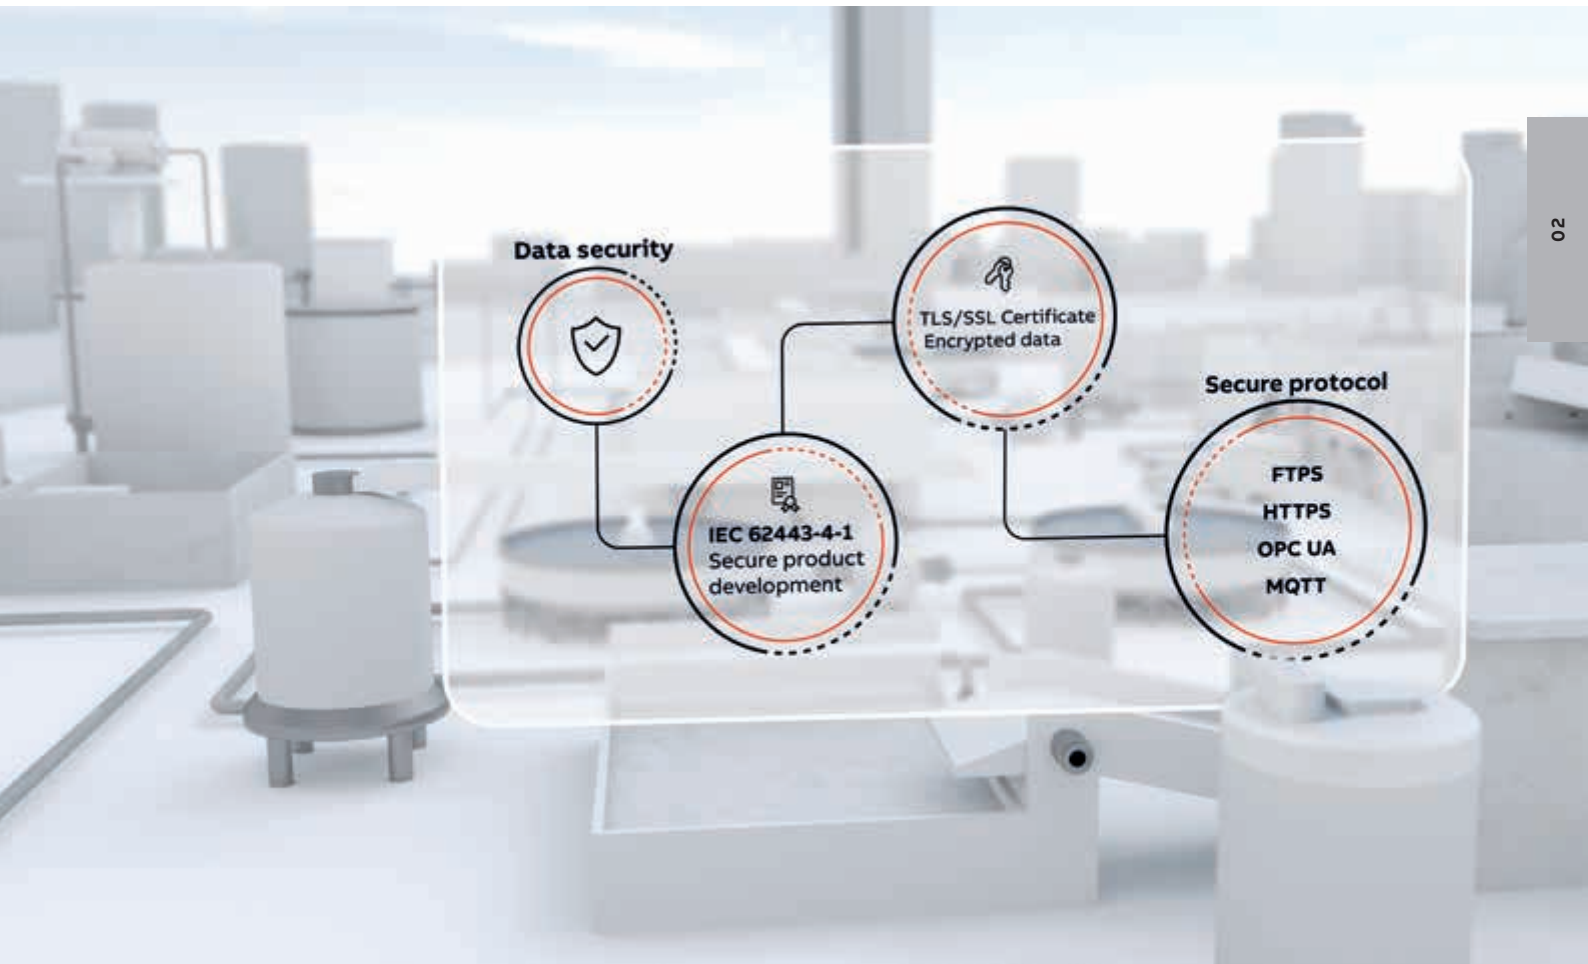 Data security
IEC 62443-4-1
Secure product
development
TLS/SSL Certificate
Encrypted data
Secure protocol
FTPS
HTTPS
OPC UA
MQTT
02